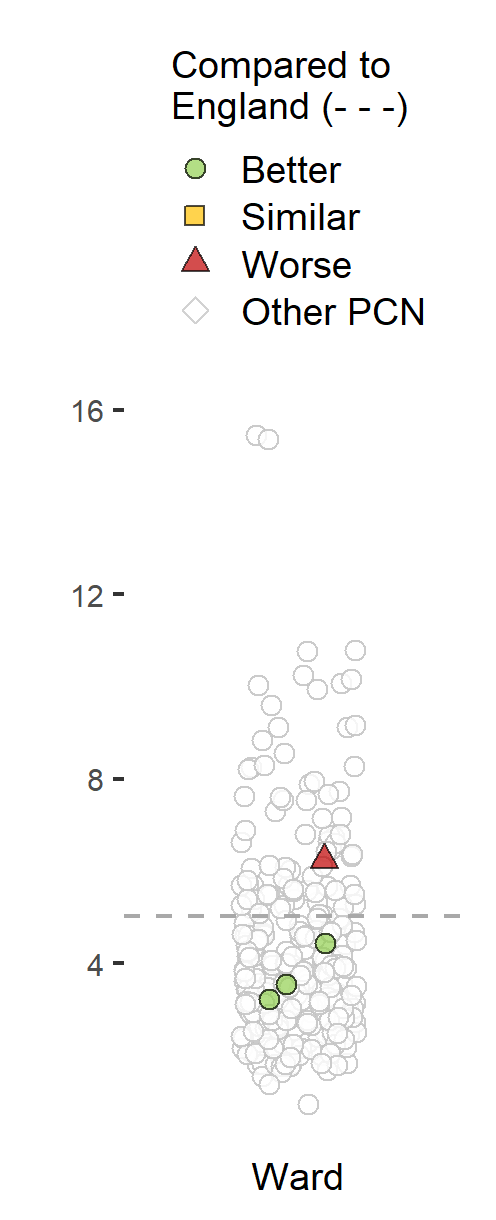 Compared to
England (- - -)
Better
Similar
Worse
Other PCN
16
12
8
4
Ward